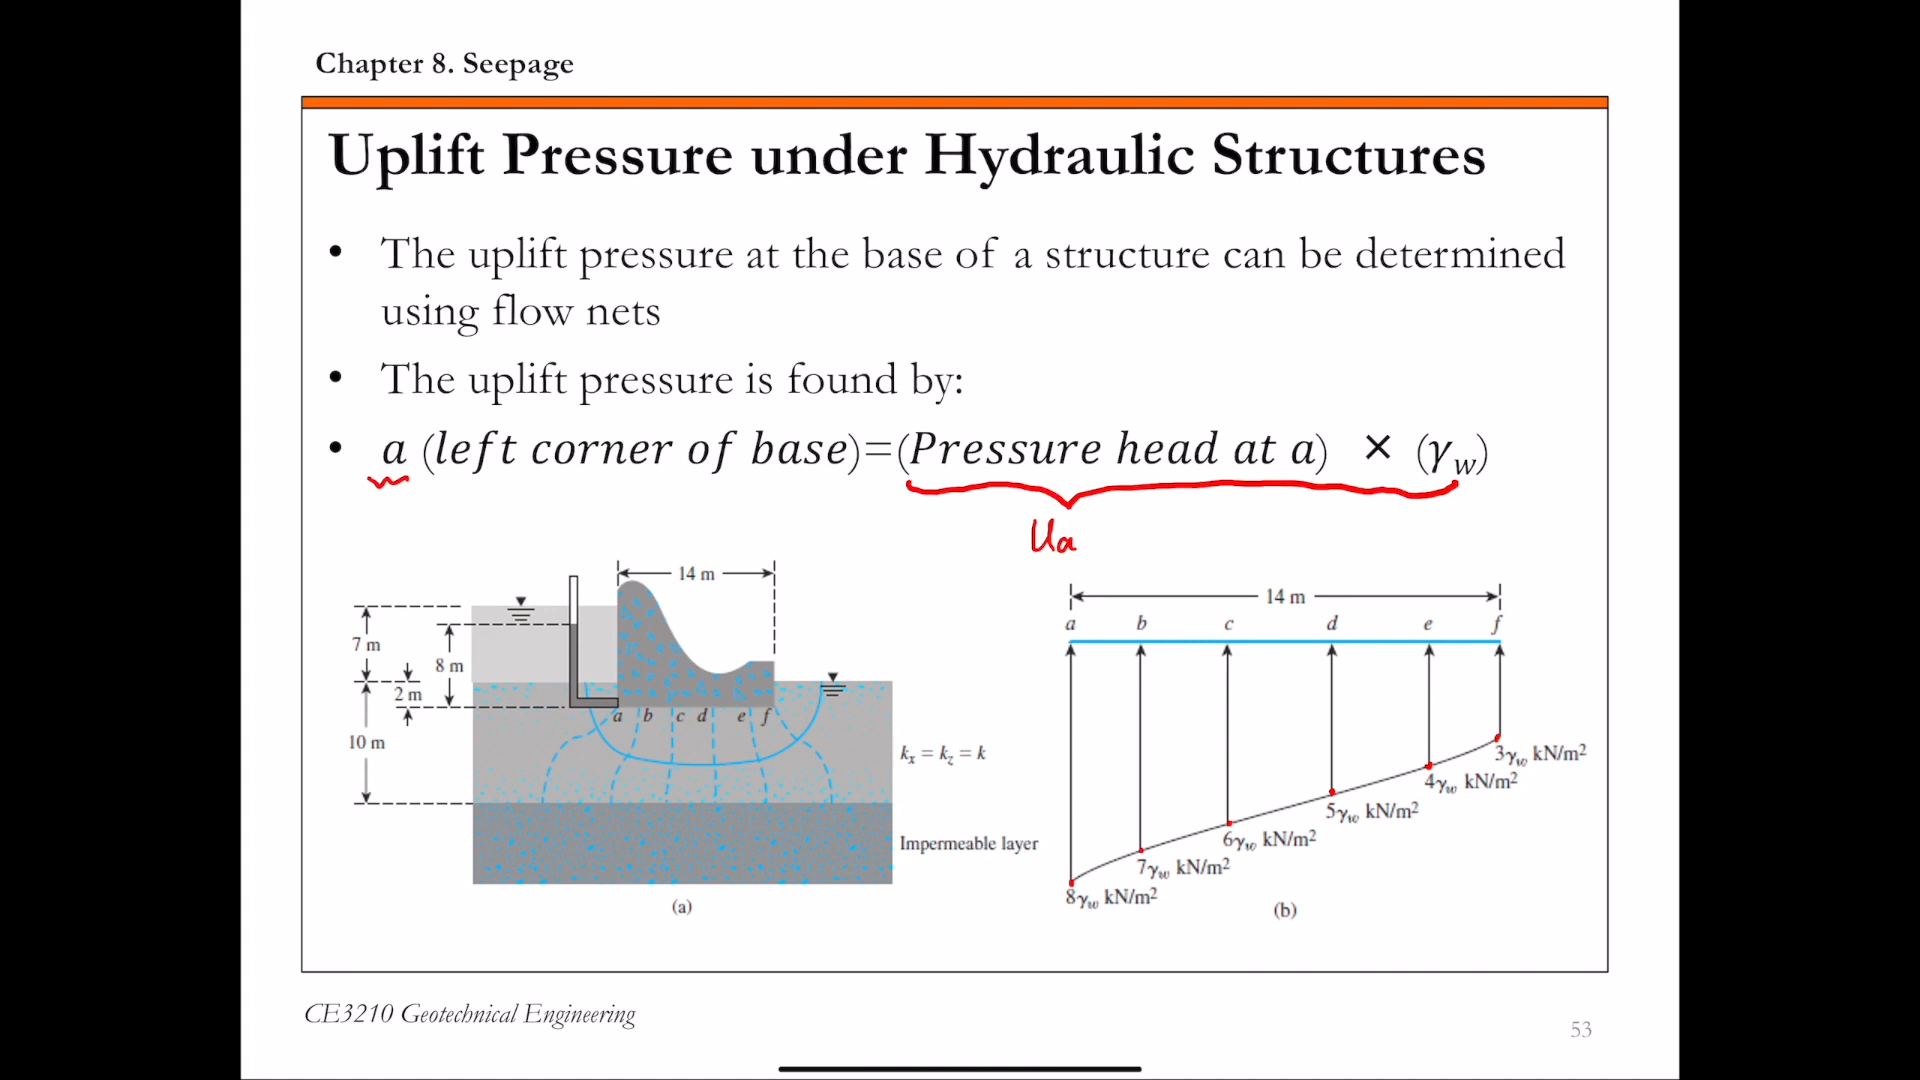 Chapter 8. Seepage
Uplift Pressure under Hydraulic Structures
• The uplift pressure at the base of a structure can be determined
using flow nets
• The uplift pressure is found by:
• a (left corner of base)=(Pressure head at a) × (γw)
Ua
14 m
7 m
8 m
2 m
10 m
a b c d e f
kx = kz = k
Impermeable layer
(a)
14 m
a b c d e f
3γw kN/m²
4γw kN/m²
5γw kN/m²
6γw kN/m²
7γw kN/m²
8γw kN/m²
(b)
CE3210 Geotechnical Engineering
53